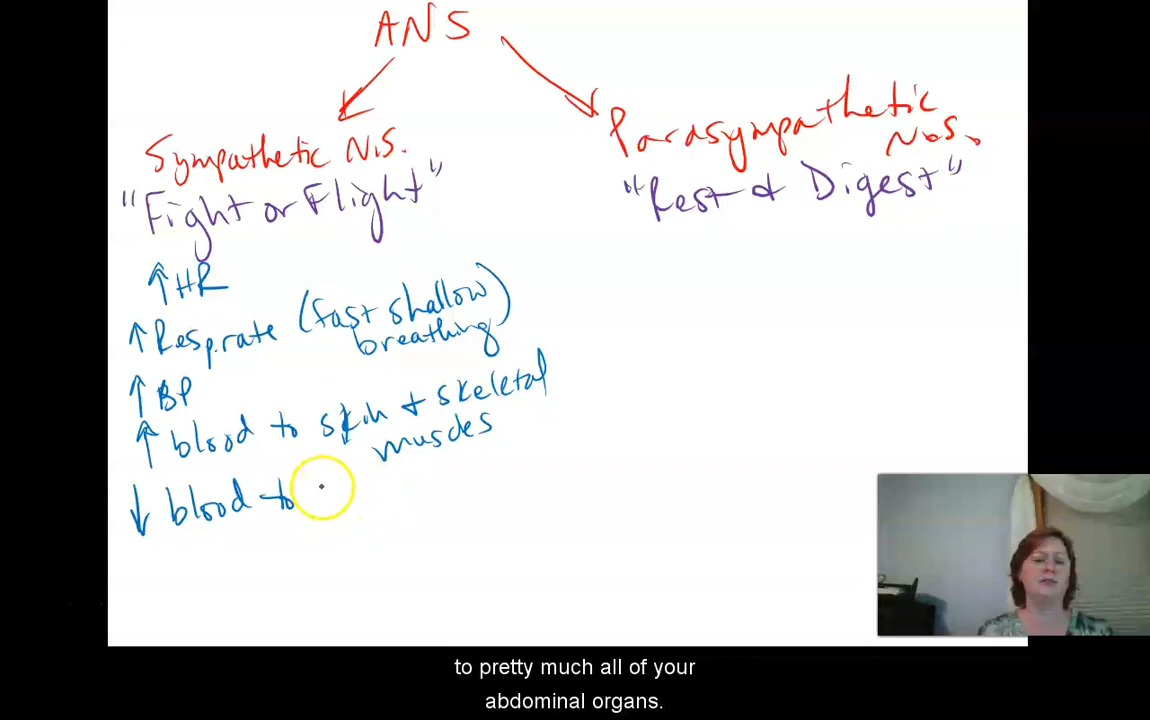 ANS
Sympathetic N.S.
"Fight or Flight"
Parasympathetic
N.S.
"Rest & Digest"
↑ HR
↑ Resp. rate (fast shallow
breathing)
↑ BP
↑ blood to skin & skeletal
muscles
↓ blood to
to pretty much all of your
abdominal organs.